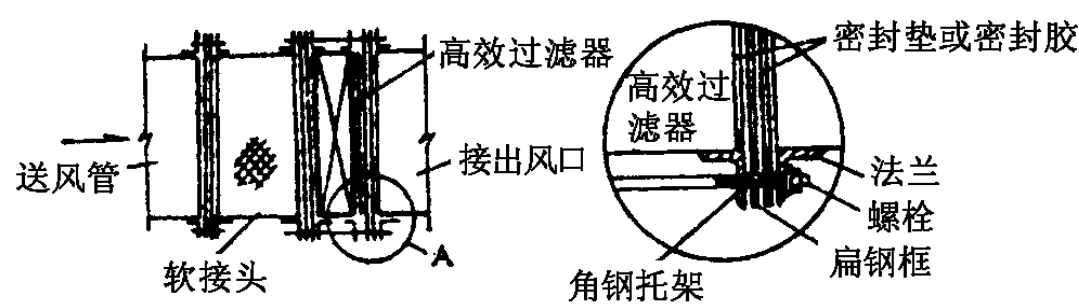 高效过滤器
送风管
接出风口
软接头
A
密封垫或密封胶
高效过
滤器
法兰
螺栓
扁钢框
角钢托架